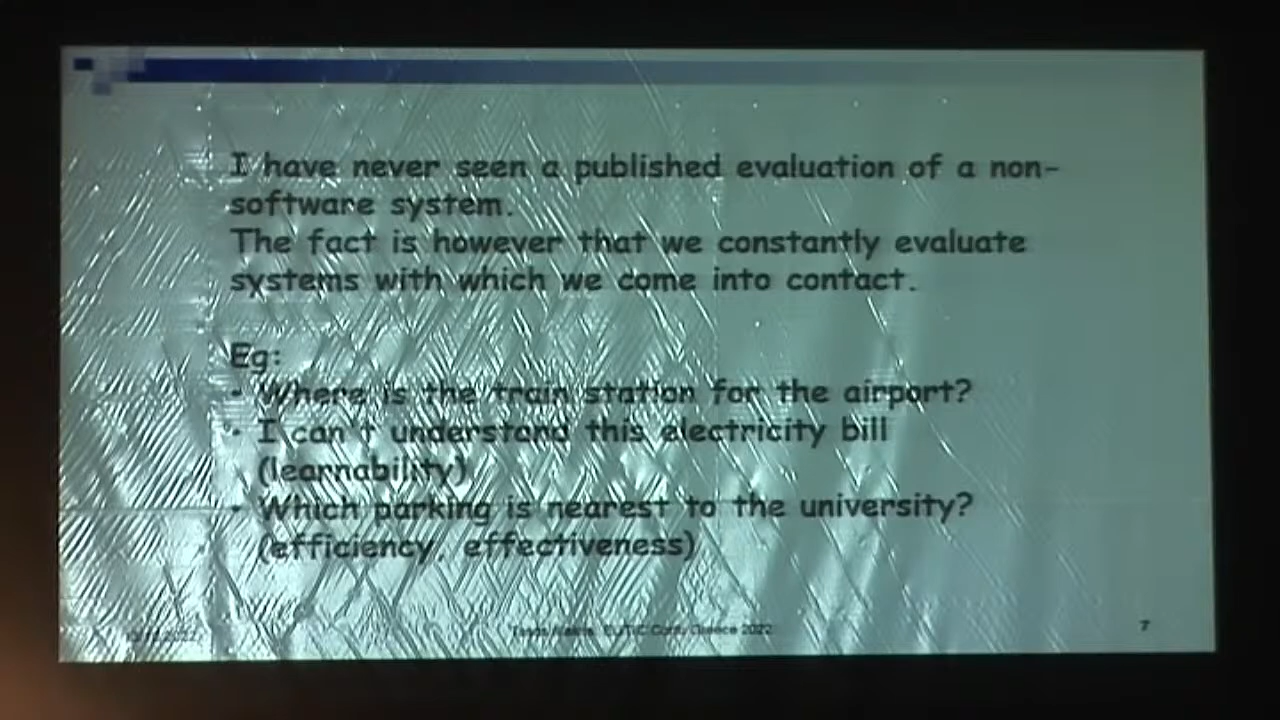 I have never seen a published evaluation of a non-
software system.
The fact is however that we constantly evaluate
systems with which we come into contact.
Eg:
- Where is the train station for the airport?
- I can't understand this electricity bill
(learnability)
- Which parking is nearest to the university?
(efficiency, effectiveness)
Greece 2022
7